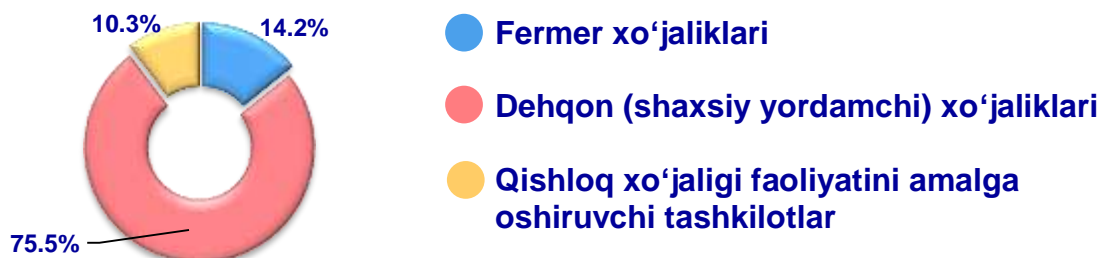 10.3%
14.2%
75.5%
Fermer xo‘jaliklari
Dehqon (shaxsiy yordamchi) xo‘jaliklari
Qishloq xo‘jaligi faoliyatini amalga
oshiruvchi tashkilotlar